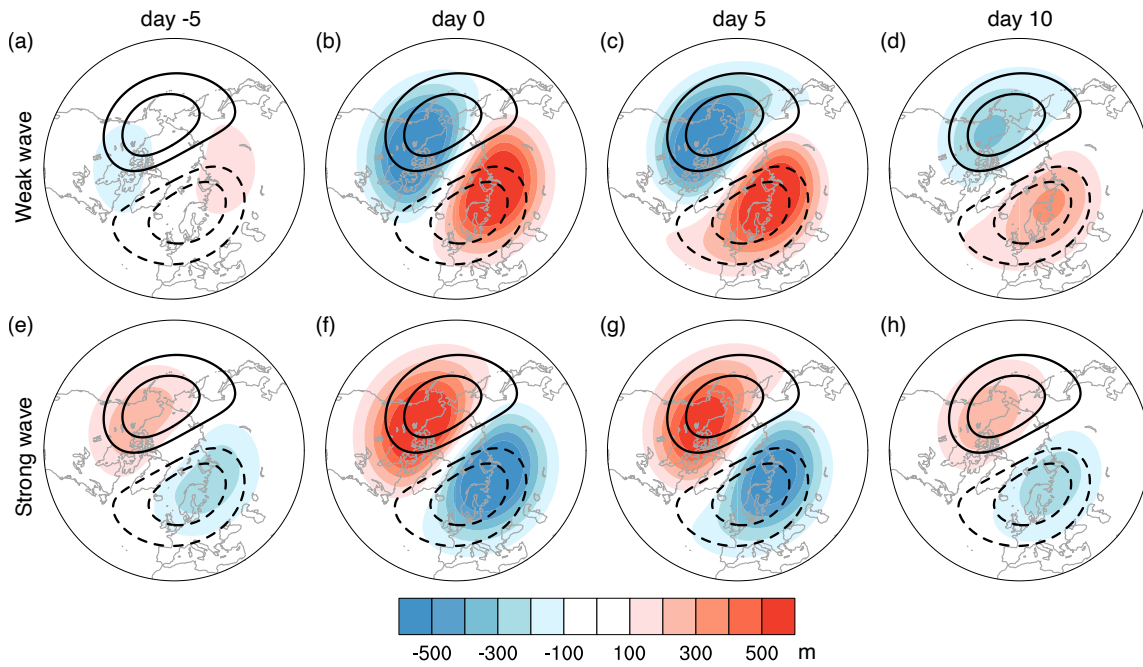 day -5 day 0 day 5 day 10
(a) (b) (c) (d)
Weak wave
(e) (f) (g) (h)
Strong wave
-500 -300 -100 100 300 500 m